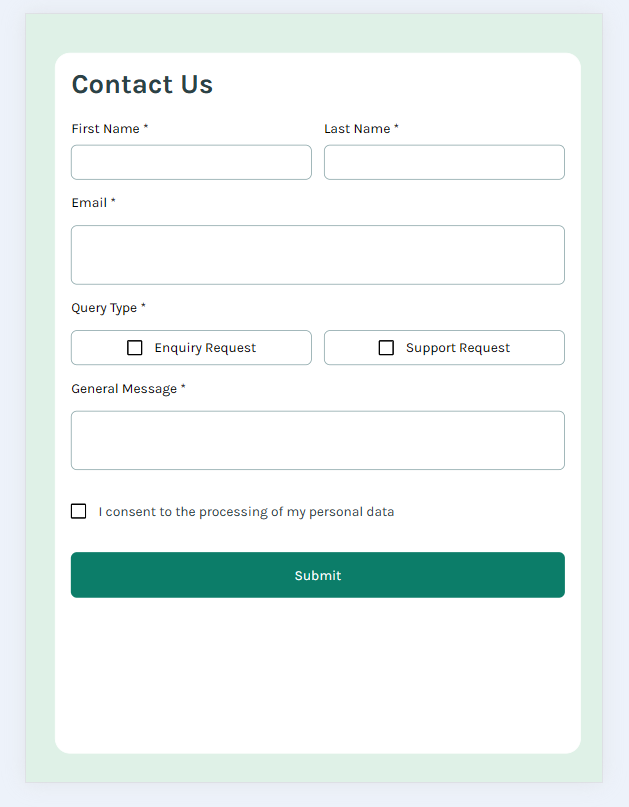 Contact Us
First Name * Last Name *
Email *
Query Type *
Enquiry Request Support Request
General Message *
I consent to the processing of my personal data
Submit